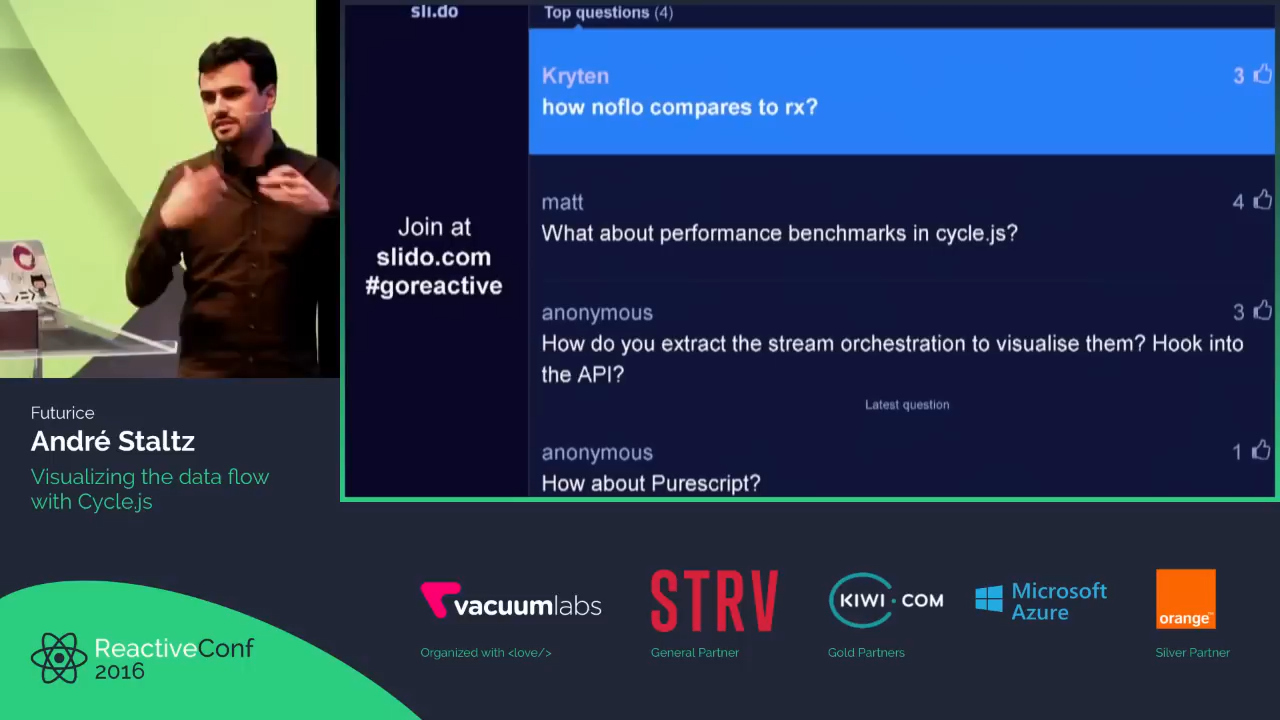 sli.do
Top questions (4)
Kryten
3
how noflo compares to rx?
matt
4
What about performance benchmarks in cycle.js?
Join at
slido.com
#goreactive
anonymous
3
How do you extract the stream orchestration to visualise them? Hook into
the API?
Latest question
anonymous
1
How about Purescript?
Futurice
André Staltz
Visualizing the data flow
with Cycle.js
vacuumlabs
STRV
KIWI.COM
Microsoft
Azure
orange™
Organized with <love/>
General Partner
Gold Partners
Silver Partner
ReactiveConf
2016